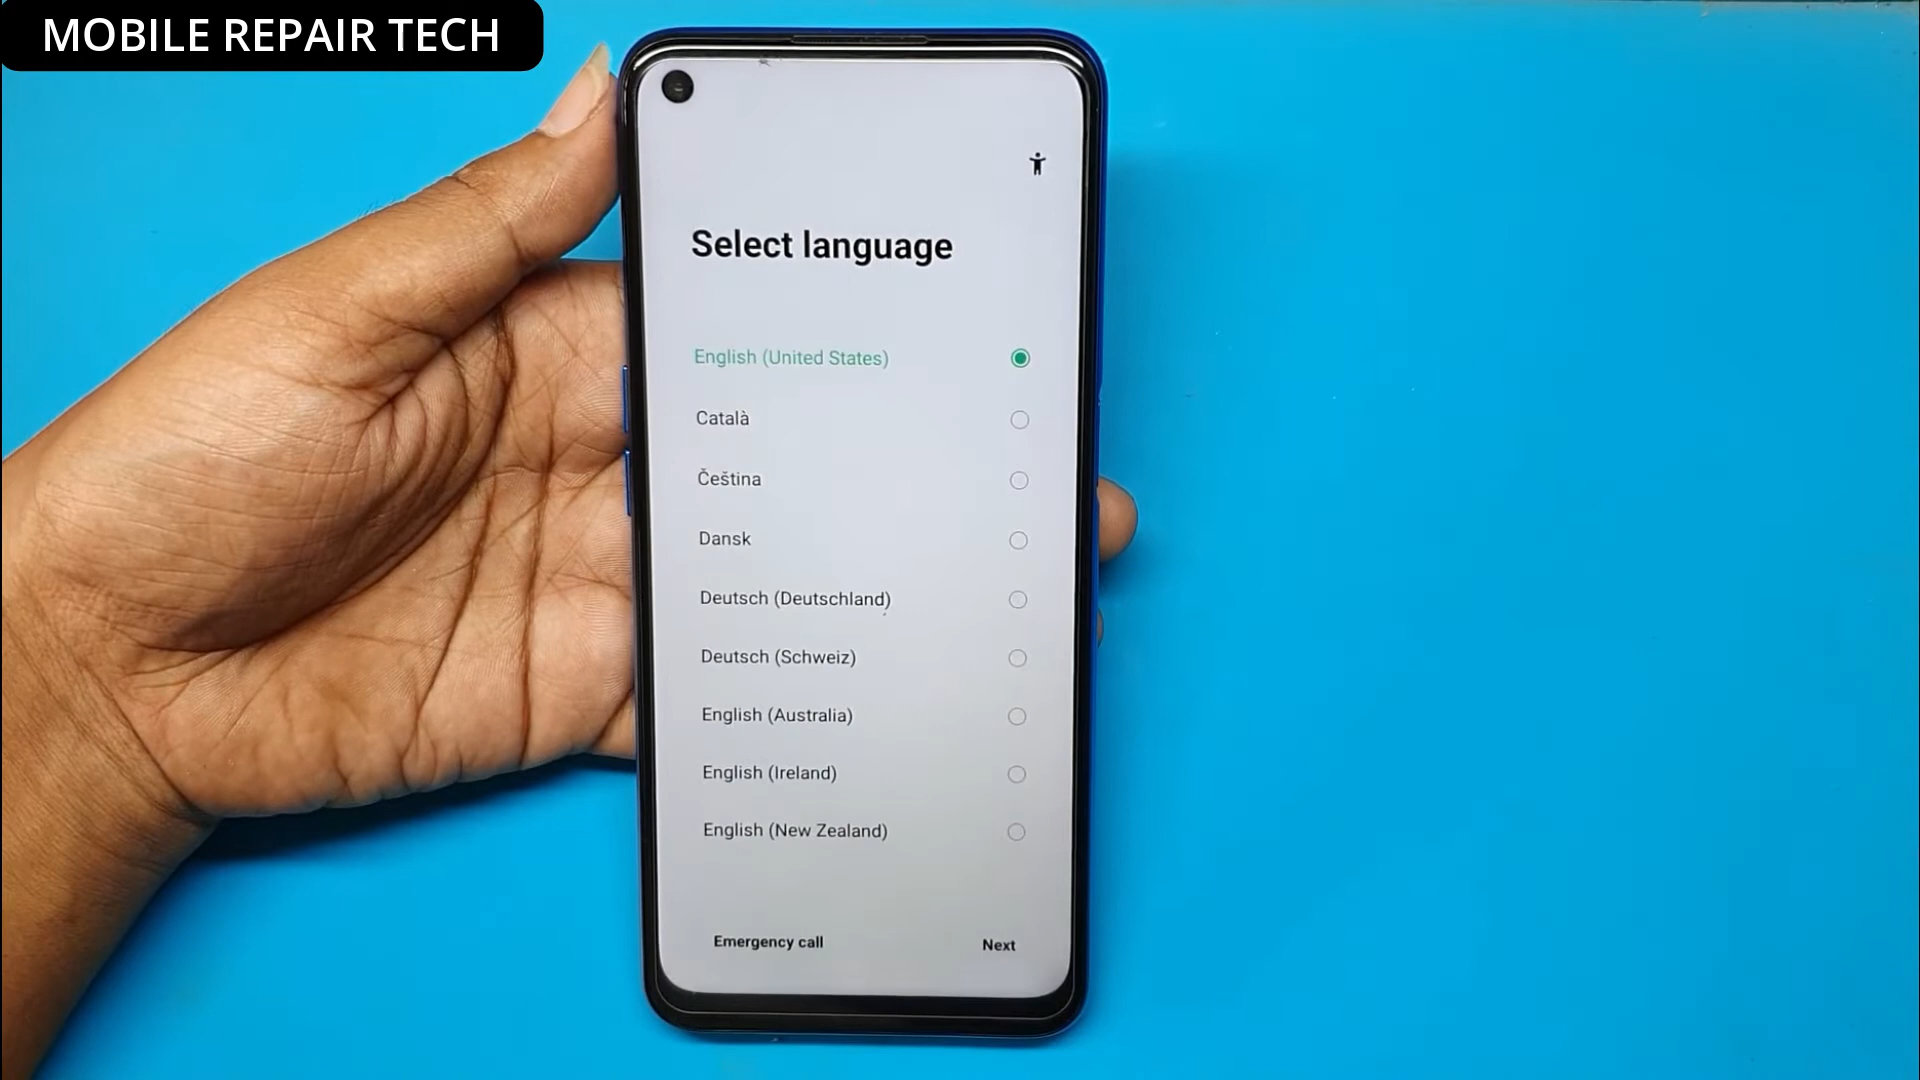 MOBILE REPAIR TECH
Select language
English (United States)
Català
Čeština
Dansk
Deutsch (Deutschland)
Deutsch (Schweiz)
English (Australia)
English (Ireland)
English (New Zealand)
Emergency call
Next